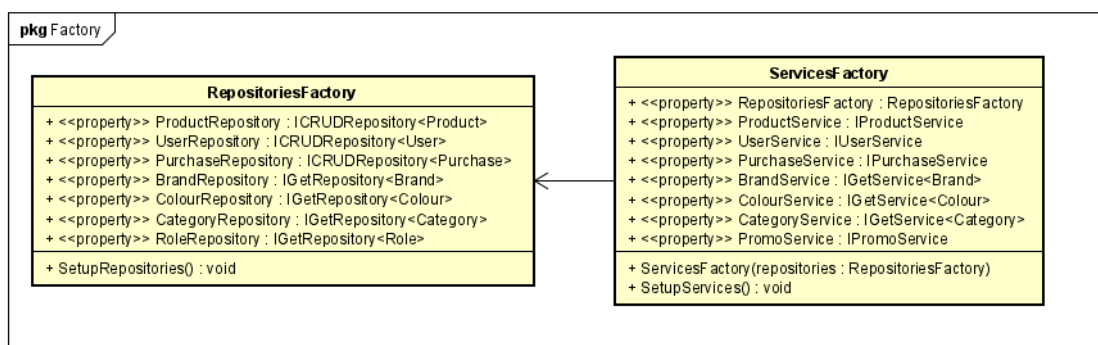 pkg Factory
RepositoriesFactory
+ <<property>> ProductRepository : ICRUDRepository<Product>
+ <<property>> UserRepository : ICRUDRepository<User>
+ <<property>> PurchaseRepository : ICRUDRepository<Purchase>
+ <<property>> BrandRepository : IGetRepository<Brand>
+ <<property>> ColourRepository : IGetRepository<Colour>
+ <<property>> CategoryRepository : IGetRepository<Category>
+ <<property>> RoleRepository : IGetRepository<Role>
+ SetupRepositories() : void
ServicesFactory
+ <<property>> RepositoriesFactory : RepositoriesFactory
+ <<property>> ProductService : IProductService
+ <<property>> UserService : IUserService
+ <<property>> PurchaseService : IPurchaseService
+ <<property>> BrandService : IGetService<Brand>
+ <<property>> ColourService : IGetService<Colour>
+ <<property>> CategoryService : IGetService<Category>
+ <<property>> PromoService : IPromoService
+ ServicesFactory(repositories : RepositoriesFactory)
+ SetupServices() : void